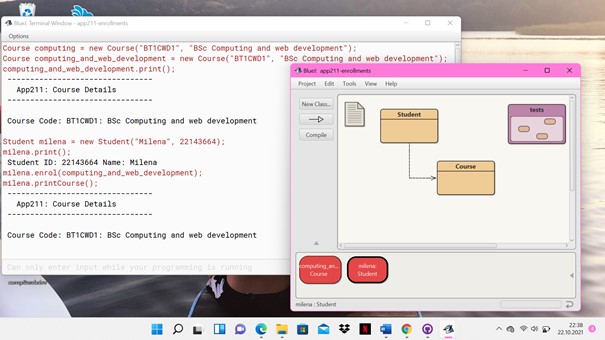 BlueJ: Terminal Window - app211-enrollments
Options
Course computing = new Course("BT1CWD1", "BSc Computing and web development");
Course computing_and_web_development = new Course("BT1CWD1", "BSc Computing and web development");
computing_and_web_development.print();
--------------------------------
App211: Course Details
--------------------------------
Course Code: BT1CWD1: BSc Computing and web development
Student milena = new Student("Milena", 22143664);
milena.print();
Student ID: 22143664 Name: Milena
milena.enrol(computing_and_web_development);
milena.printCourse();
--------------------------------
App211: Course Details
--------------------------------
Course Code: BT1CWD1: BSc Computing and web development
Can only enter input while your programming is running
BlueJ: app211-enrollments
Project Edit Tools View Help
New Class...
Compile
Student
Course
tests
computing_an...
Course
milena:
Student
milena : Student
22:38
22.10.2021